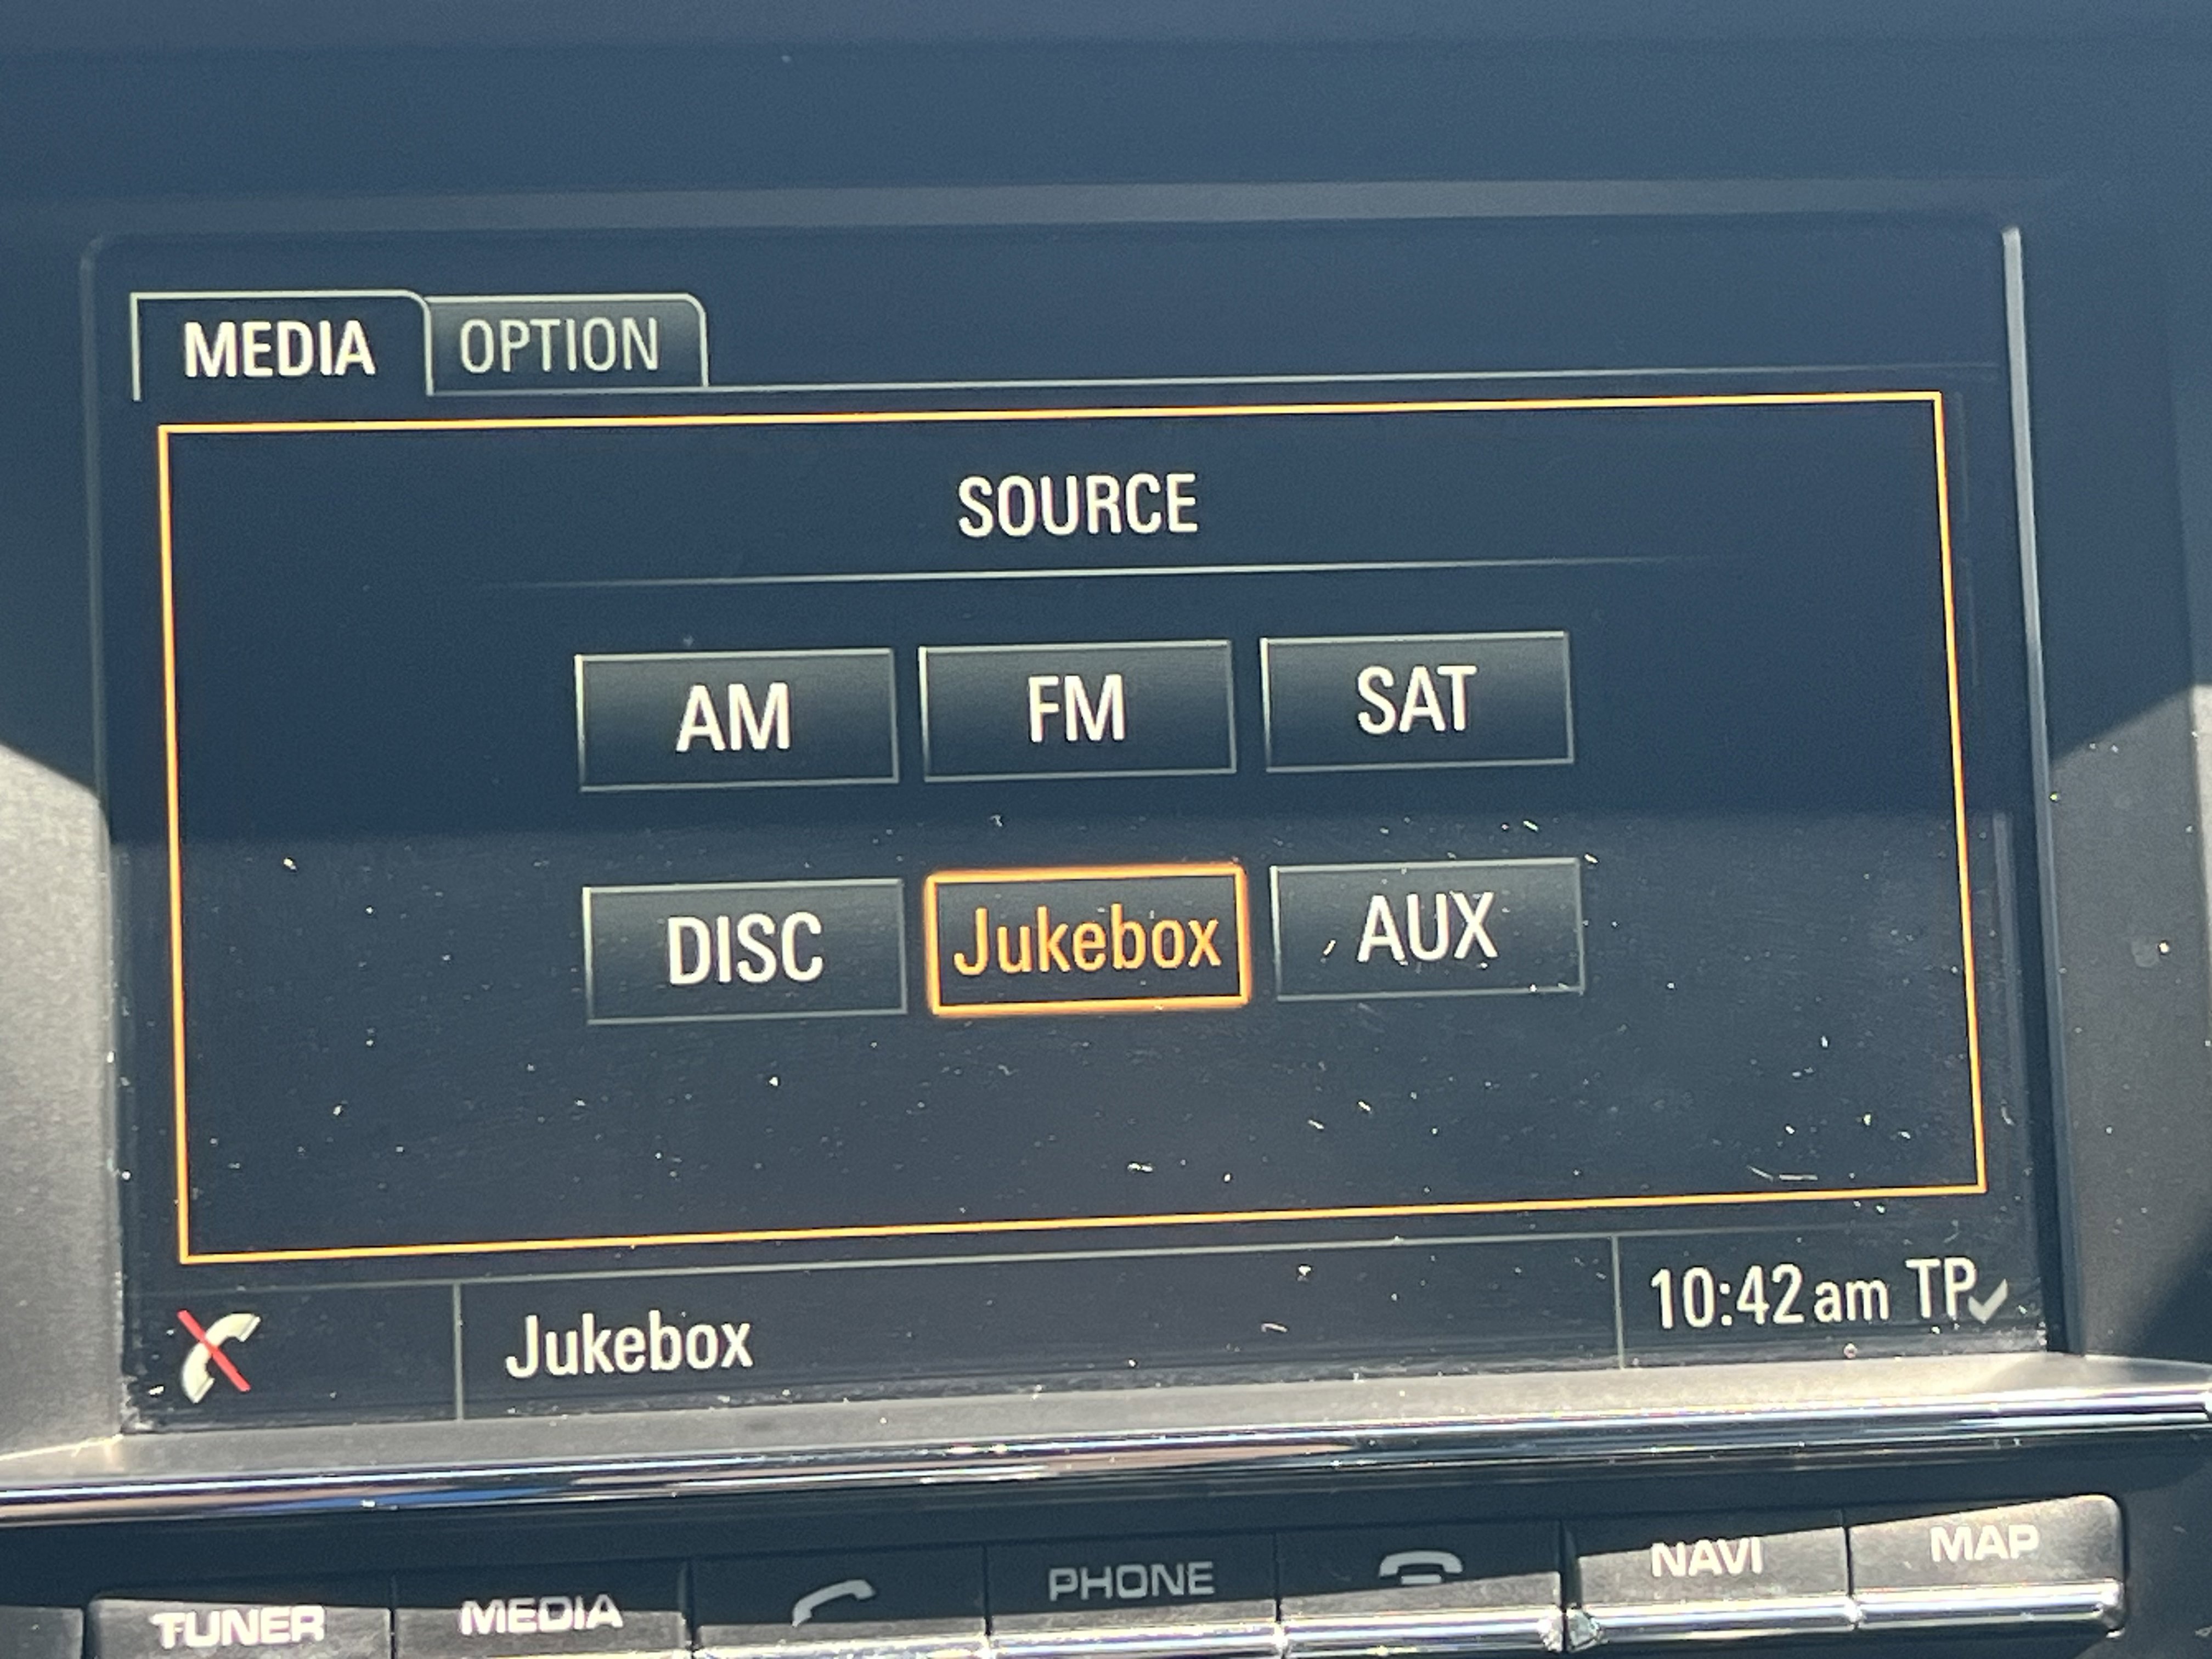 MEDIA OPTION
SOURCE
AM FM SAT
DISC Jukebox AUX
Jukebox 10:42 am TP
TUNER MEDIA PHONE NAVI MAP